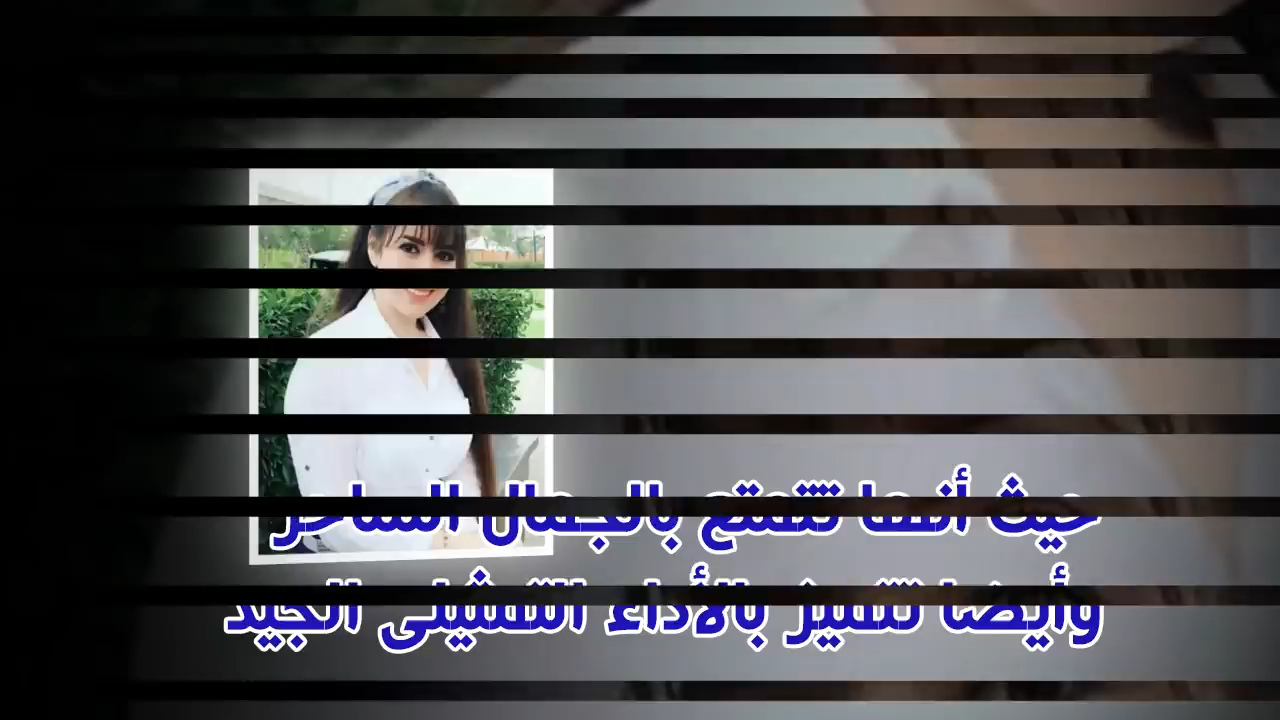 حيث أنها تتمتع بالجمال الساحر
وأيضا تتميز بالأداء التمثيلى الجيد